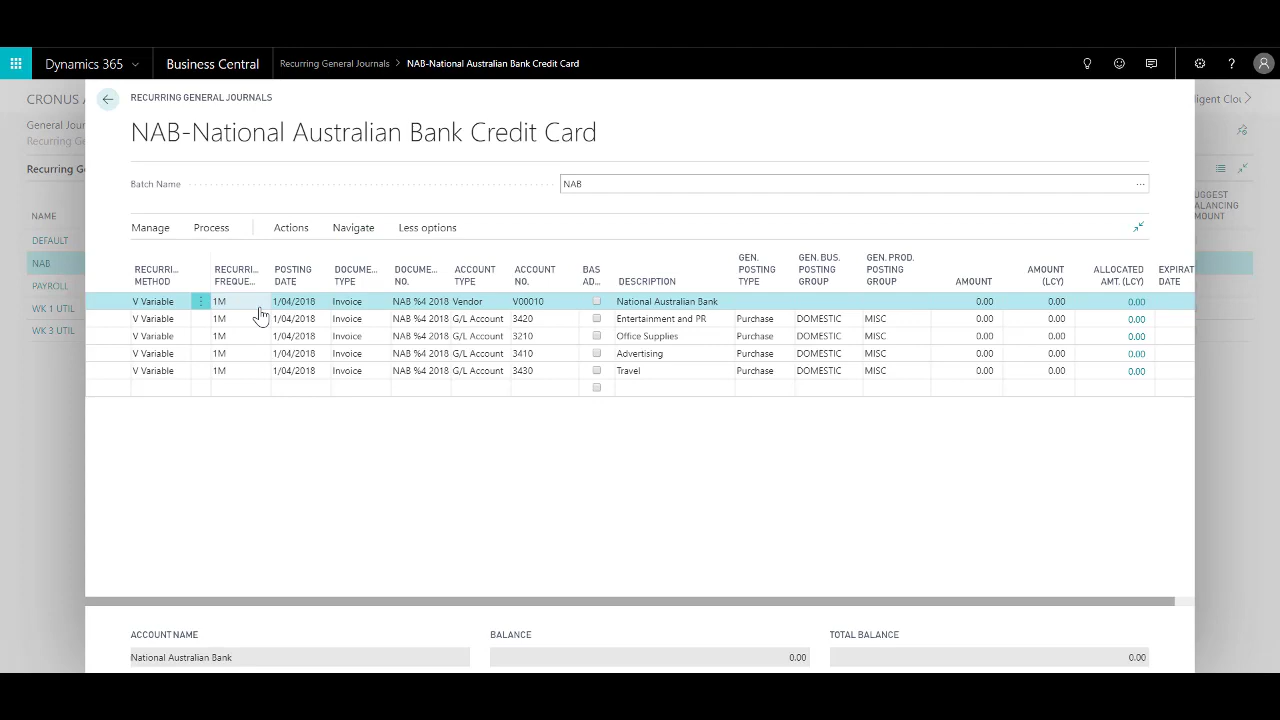 Dynamics 365 Business Central Recurring General Journals > NAB-National Australian Bank Credit Card ?
CRONUS A
ligent Clou
RECURRING GENERAL JOURNALS
General Jour
Recurring Ge
NAB-National Australian Bank Credit Card
Recurring Ge
Batch Name NAB ...
NAME
SUGGEST BALANCING AMOUNT
DEFAULT
NAB
PAYROLL
WK 1 UTIL
WK 3 UTIL
Manage Process Actions Navigate Less options
RECURRI... METHOD RECURRI... FREQUE... POSTING DATE DOCUME... TYPE DOCUME... NO. ACCOUNT TYPE ACCOUNT NO. BAS AD... DESCRIPTION GEN. POSTING TYPE GEN. BUS. POSTING GROUP GEN. PROD. POSTING GROUP AMOUNT AMOUNT (LCY) ALLOCATED AMT. (LCY) EXPIRAT DATE
V Variable 1M 1/04/2018 Invoice NAB %4 2018 Vendor V00010 National Australian Bank 0.00 0.00 0.00
V Variable 1M 1/04/2018 Invoice NAB %4 2018 G/L Account 3420 Entertainment and PR Purchase DOMESTIC MISC 0.00 0.00 0.00
V Variable 1M 1/04/2018 Invoice NAB %4 2018 G/L Account 3210 Office Supplies Purchase DOMESTIC MISC 0.00 0.00 0.00
V Variable 1M 1/04/2018 Invoice NAB %4 2018 G/L Account 3410 Advertising Purchase DOMESTIC MISC 0.00 0.00 0.00
V Variable 1M 1/04/2018 Invoice NAB %4 2018 G/L Account 3430 Travel Purchase DOMESTIC MISC 0.00 0.00 0.00
ACCOUNT NAME BALANCE TOTAL BALANCE
National Australian Bank 0.00 0.00